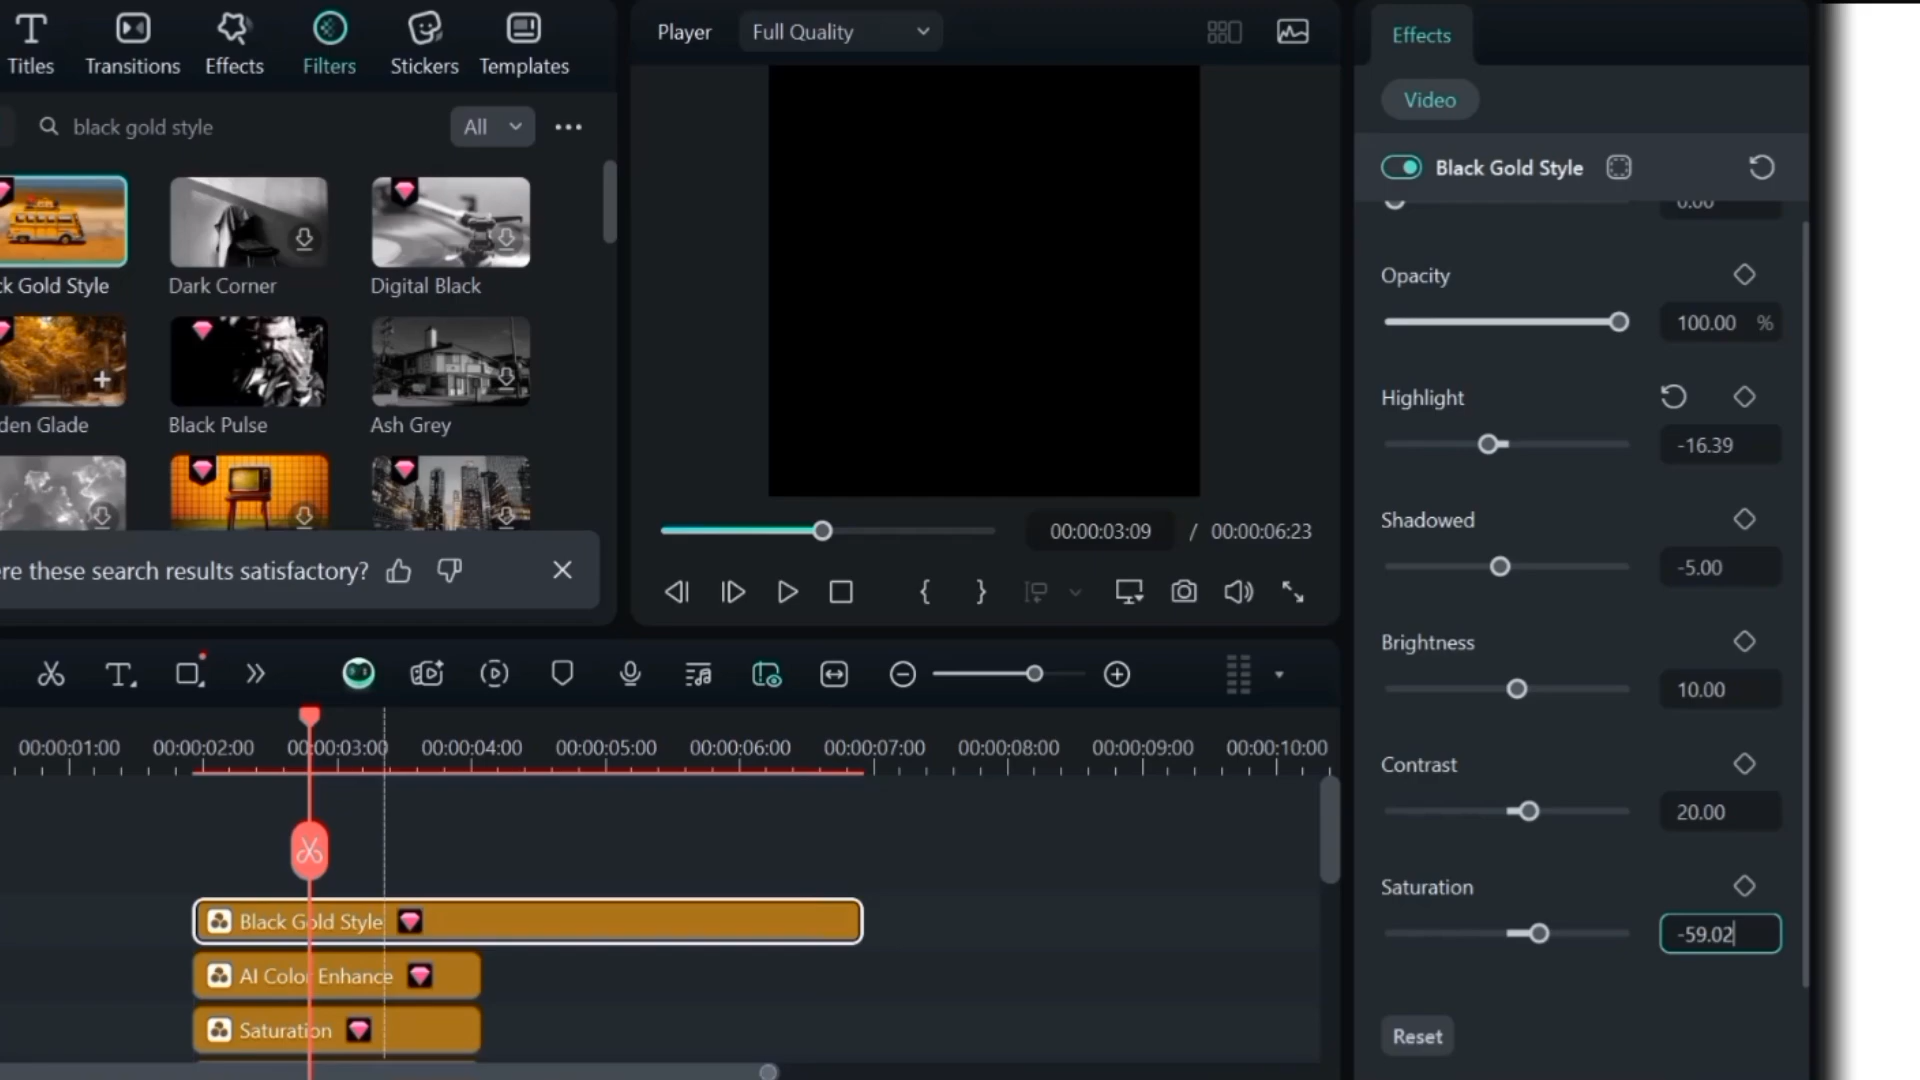 Titles
Transitions
Effects
Filters
Stickers
Templates
Player
Full Quality
Effects
Video
black gold style
All
Black Gold Style
0.00
ck Gold Style
Dark Corner
Digital Black
den Glade
Black Pulse
Ash Grey
re these search results satisfactory?
00:00:03:09 / 00:00:06:23
Opacity
100.00 %
Highlight
-16.39
Shadowed
-5.00
Brightness
10.00
Contrast
20.00
Saturation
-59.02
Reset
00:00:01:00 00:00:02:00 00:00:03:00 00:00:04:00 00:00:05:00 00:00:06:00 00:00:07:00 00:00:08:00 00:00:09:00 00:00:10:00
Black Gold Style
AI Color Enhance
Saturation